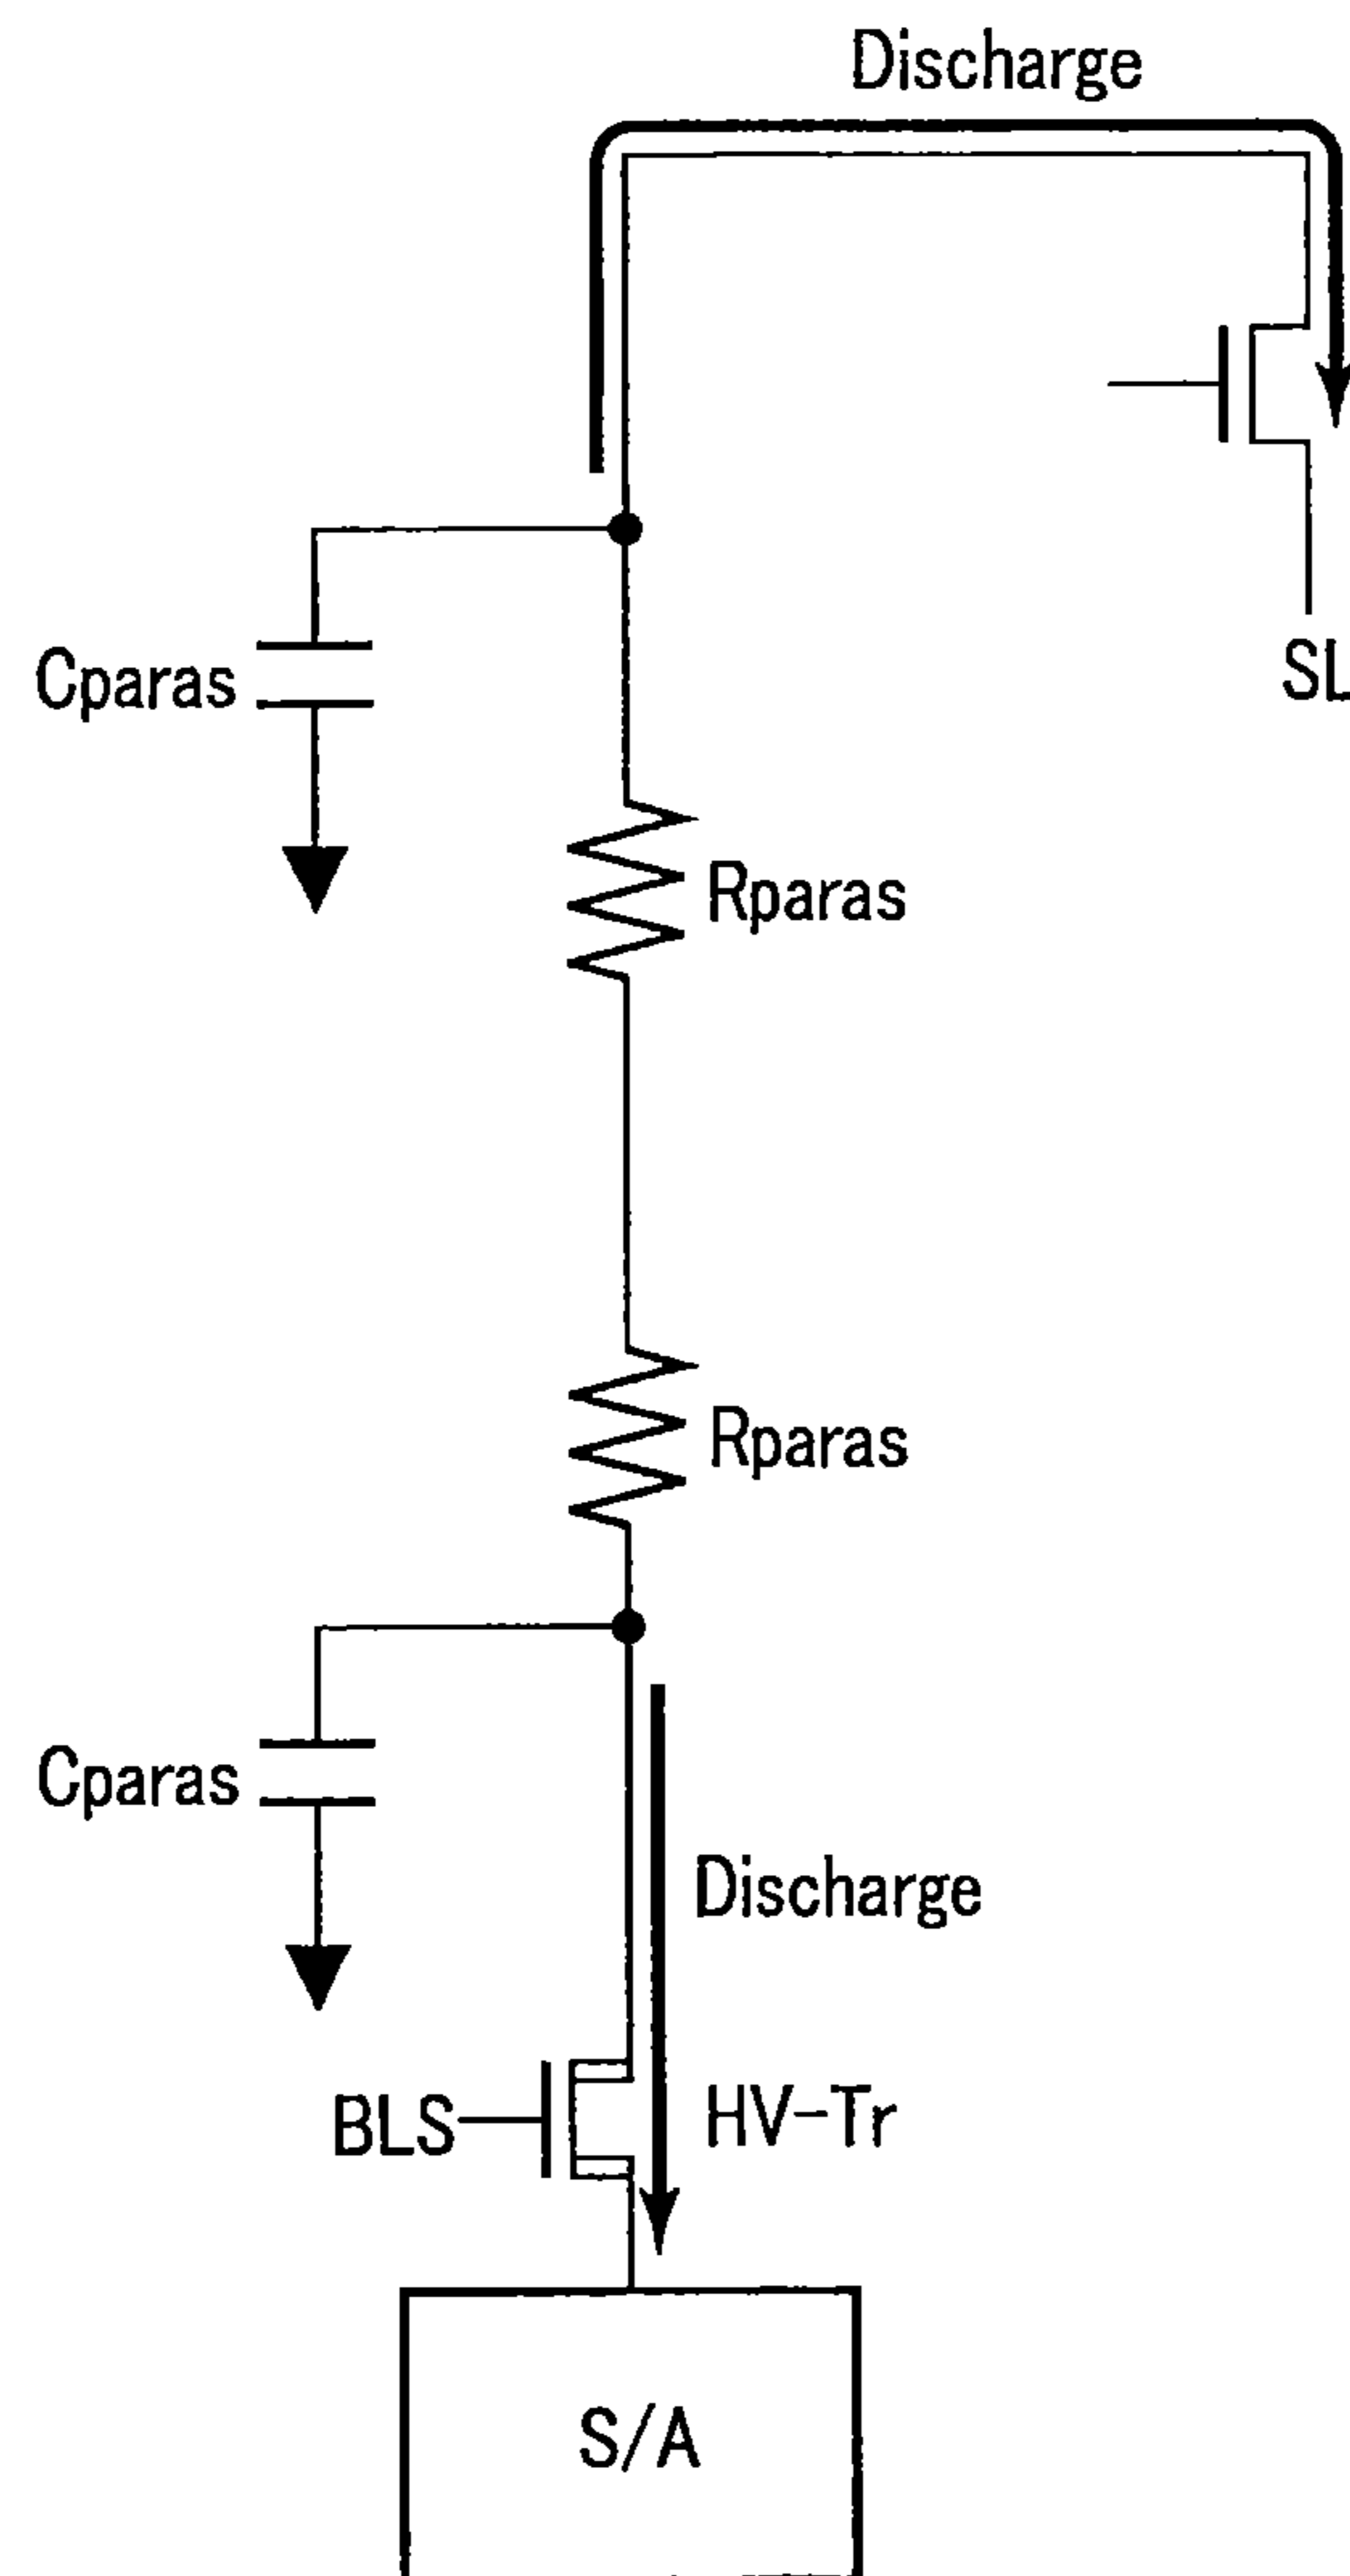 Discharge
SL
Cparas
Rparas
Rparas
Cparas
Discharge
BLS
HV-Tr
S/A